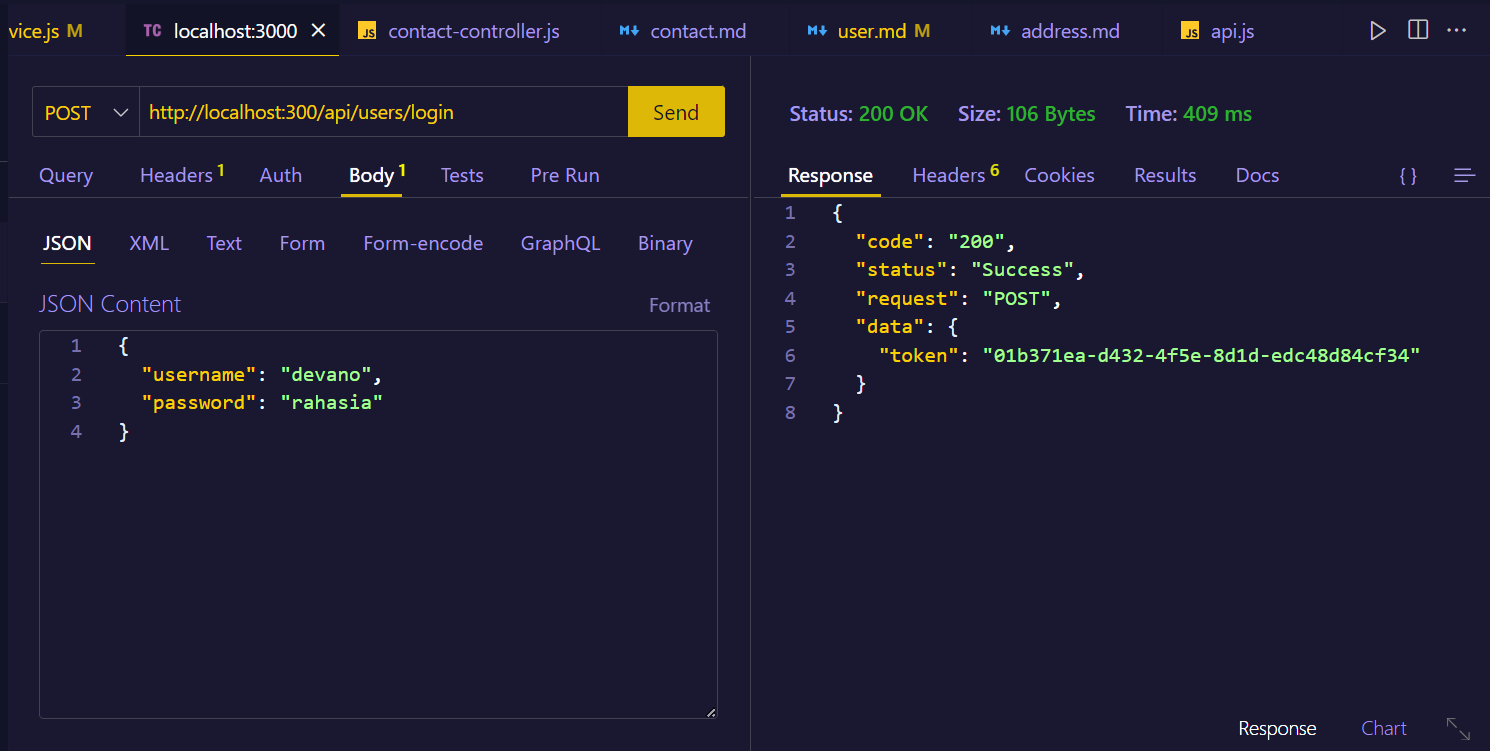 vice.js M TC localhost:3000 JS contact-controller.js contact.md user.md M address.md JS api.js ...
POST http://localhost:300/api/users/login Send
Query Headers 1 Auth Body 1 Tests Pre Run
JSON XML Text Form Form-encode GraphQL Binary
JSON Content Format
1 {
2 "username": "devano",
3 "password": "rahasia"
4 }
Status: 200 OK Size: 106 Bytes Time: 409 ms
Response Headers 6 Cookies Results Docs { }
1 {
2 "code": "200",
3 "status": "Success",
4 "request": "POST",
5 "data": {
6 "token": "01b371ea-d432-4f5e-8d1d-edc48d84cf34"
7 }
8 }
Response Chart